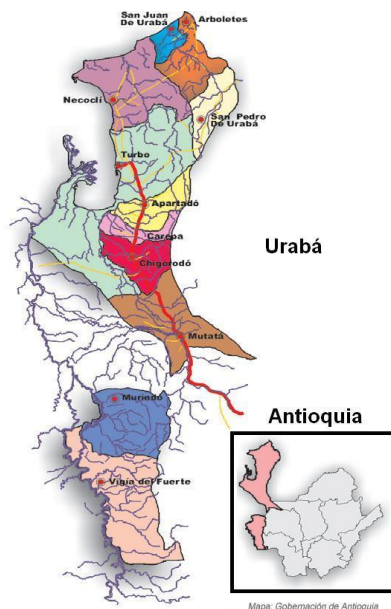 San Juan
De Urabá
Arboletes
Necoclí
San Pedro
De Urabá
Turbo
Apartadó
Carepa
Urabá
Chigorodó
Mutatá
Murindó
Antioquia
Vigía del Fuerte
Mapa: Gobernación de Antioquia